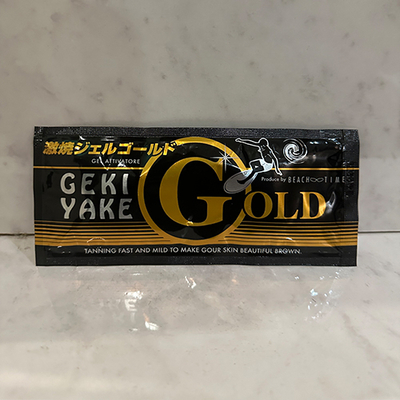 激焼ジェルゴールド
GEL ATTIVATORE
GEKI
YAKE
GOLD
Produce by BEACH TIME
TANNING FAST AND MILD TO MAKE GOUR SKIN BEAUTIFUL BROWN.